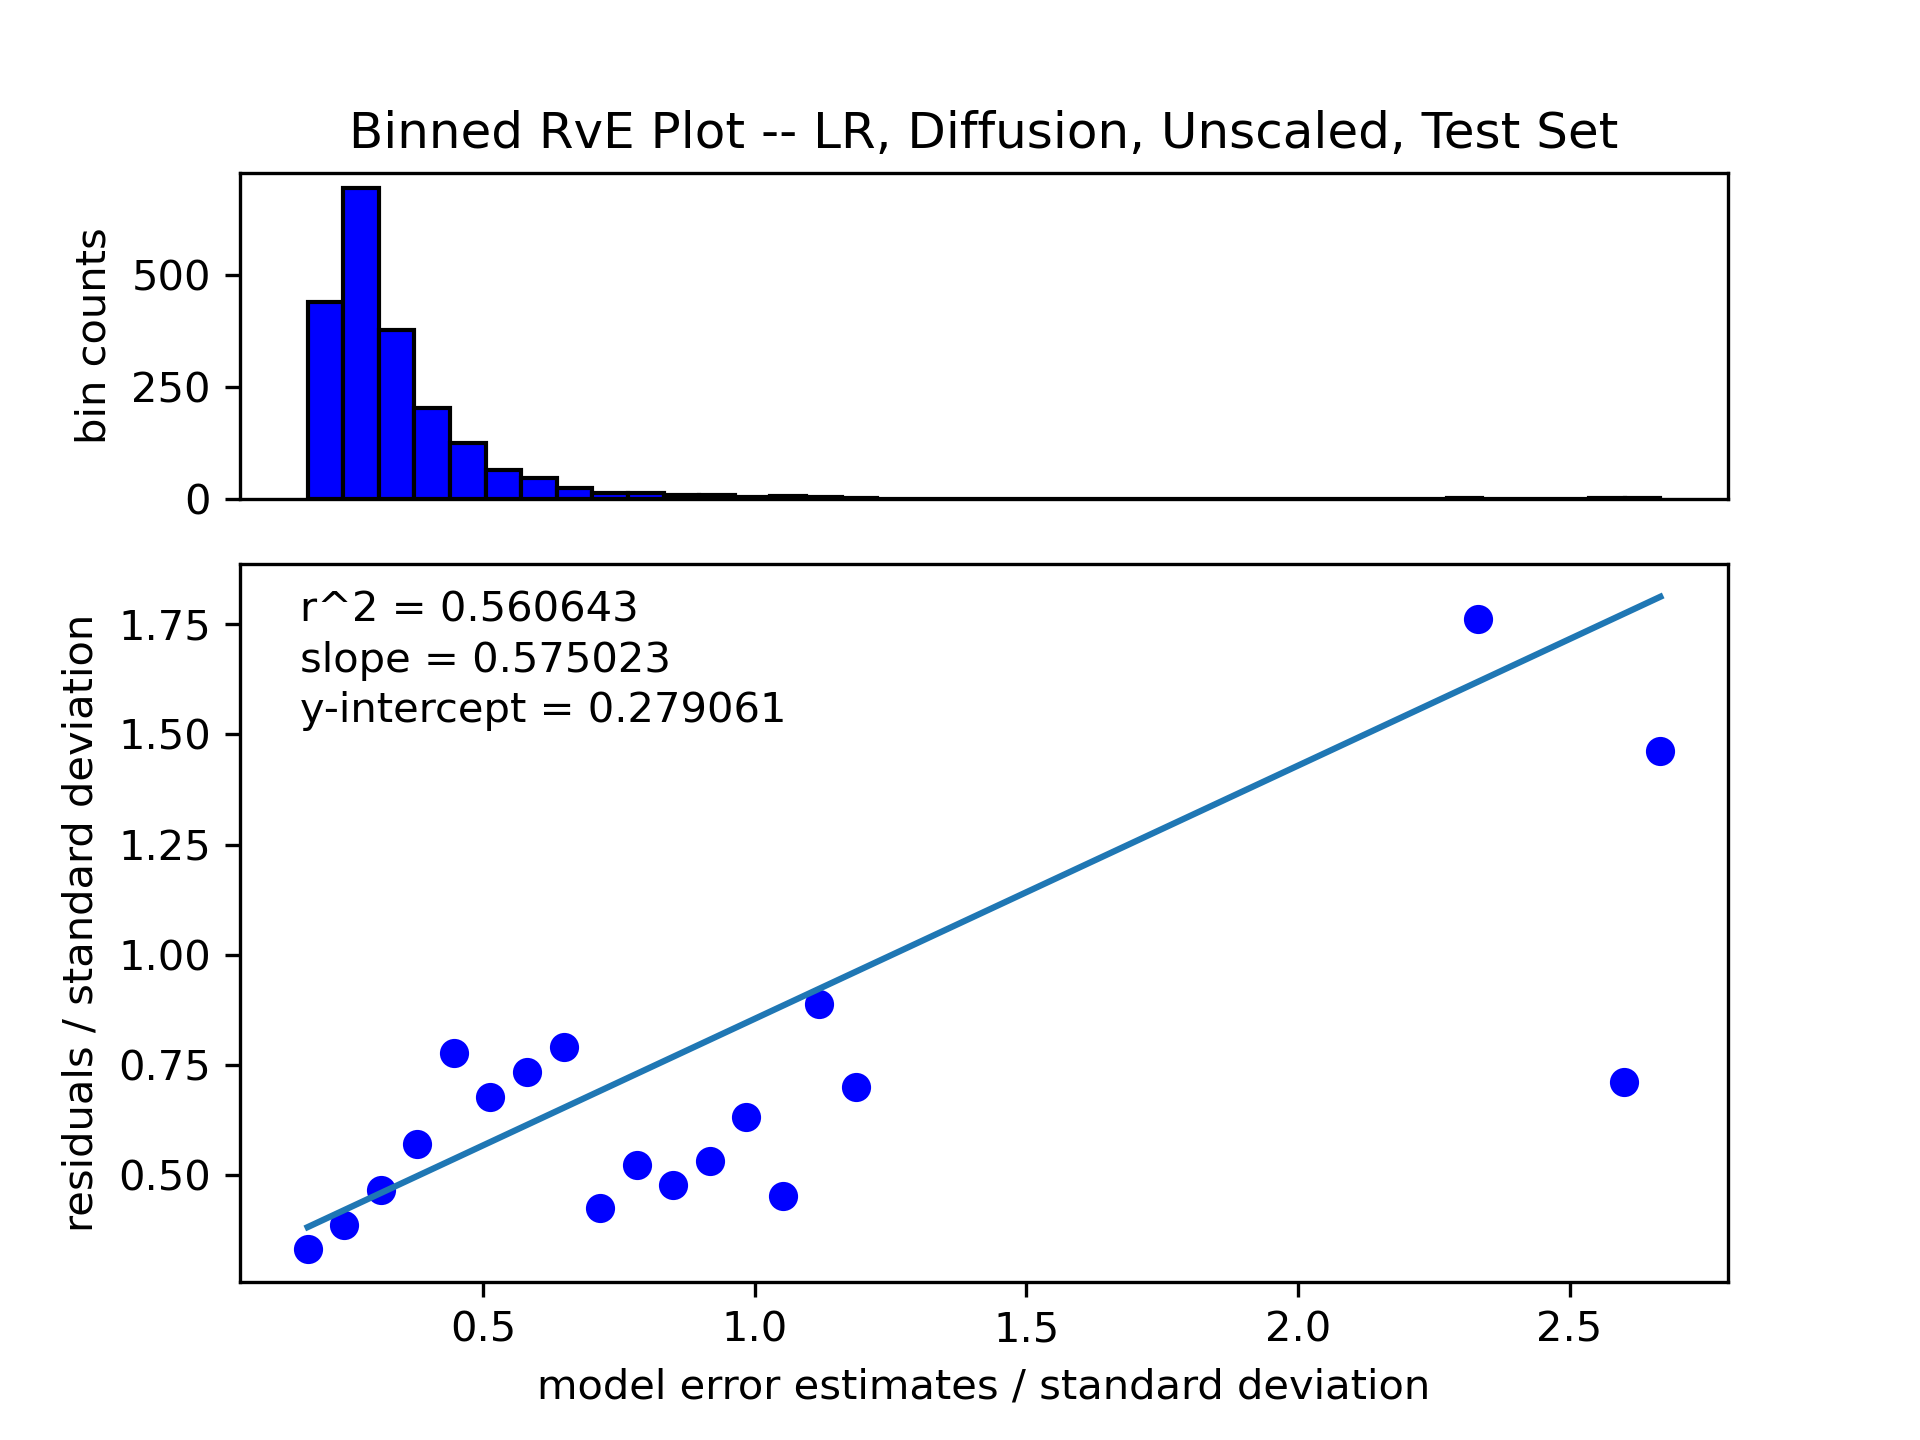 Binned RvE Plot -- LR, Diffusion, Unscaled, Test Set
bin counts
500
250
0
r^2 = 0.560643
slope = 0.575023
y-intercept = 0.279061
residuals / standard deviation
1.75
1.50
1.25
1.00
0.75
0.50
0.5 1.0 1.5 2.0 2.5
model error estimates / standard deviation